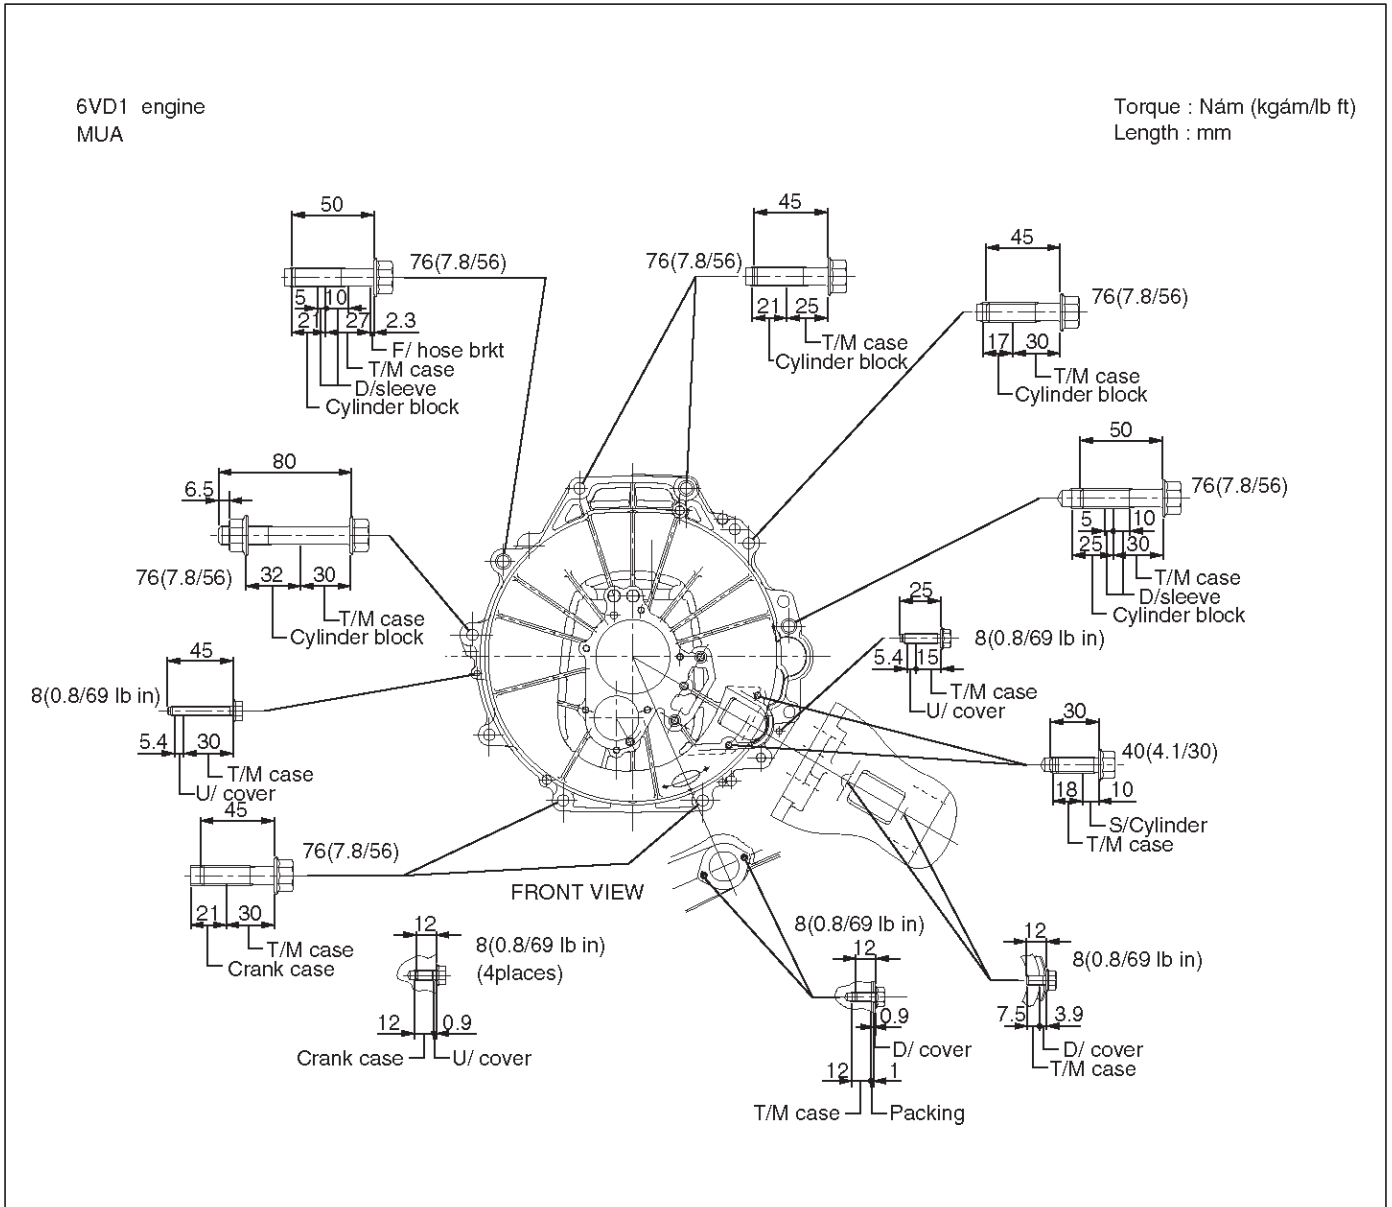 6VD1 engine
MUA
Torque : Nám (kgám/lb ft)
Length : mm
50
76(7.8/56)
5 10
21 27 2.3
F/ hose brkt
T/M case
D/sleeve
Cylinder block
45
76(7.8/56)
21 25
T/M case
Cylinder block
45
76(7.8/56)
17 30
T/M case
Cylinder block
80
6.5
76(7.8/56)
32 30
T/M case
Cylinder block
50
76(7.8/56)
5 10
25 30
T/M case
D/sleeve
Cylinder block
25
8(0.8/69 lb in)
5.4 15
T/M case
U/ cover
45
8(0.8/69 lb in)
5.4 30
T/M case
U/ cover
30
40(4.1/30)
18 10
S/Cylinder
T/M case
45
76(7.8/56)
21 30
T/M case
Crank case
FRONT VIEW
12
8(0.8/69 lb in)
(4places)
12 0.9
Crank case U/ cover
8(0.8/69 lb in)
12
0.9
D/ cover
12 1
T/M case Packing
12
8(0.8/69 lb in)
7.5 3.9
D/ cover
T/M case